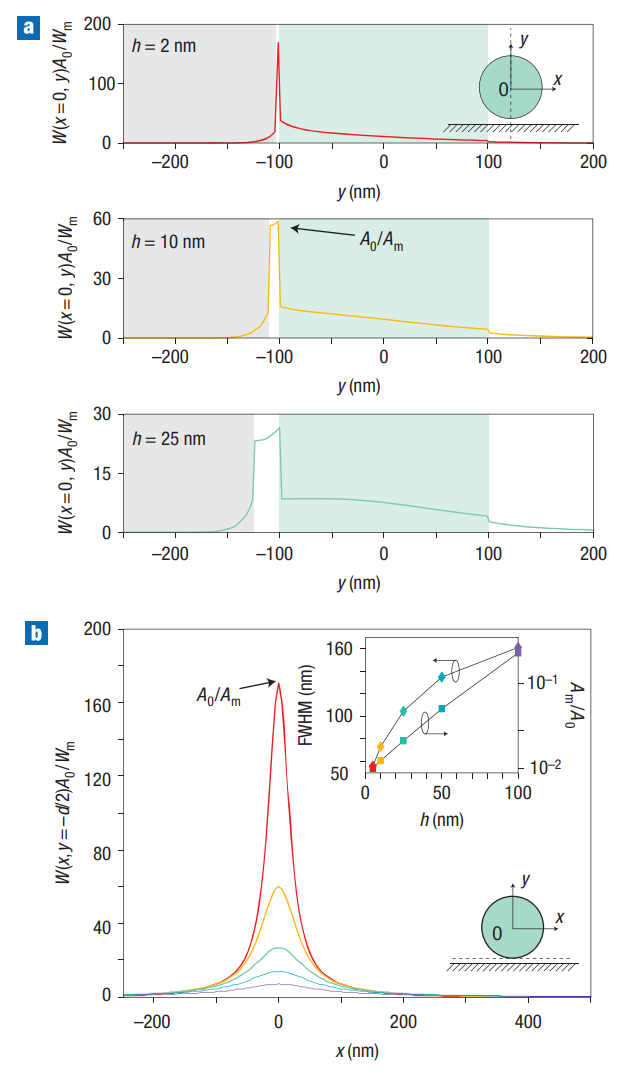 a
W(x = 0, y)A₀/Wₘ
200
100
0
h = 2 nm
y
x
0
–200
–100
0
100
200
y (nm)
W(x = 0, y)A₀/Wₘ
60
30
0
h = 10 nm
A₀/Aₘ
–200
–100
0
100
200
y (nm)
W(x = 0, y)A₀/Wₘ
30
15
0
h = 25 nm
–200
–100
0
100
200
y (nm)
b
W(x, y = –d/2)A₀/Wₘ
200
160
120
80
40
0
A₀/Aₘ
FWHM (nm)
160
100
50
10⁻¹
10⁻²
Aₘ/A₀
0
50
100
h (nm)
y
x
0
–200
0
200
400
x (nm)